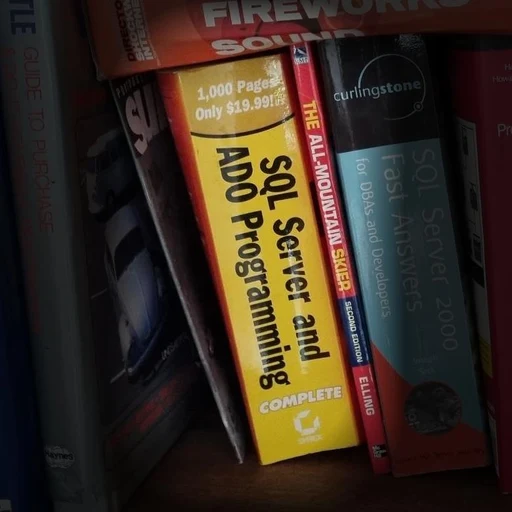 FIREWORKS
SOUND
TLE
GUIDE TO PURCHASE
1,000 Pages
Only $19.99!
SQL Server and
ADO Programming
COMPLETE
SYBEX
THE ALL-MOUNTAIN SKIER
SECOND EDITION
ELLING
curlingstone
SQL Server 2000
Fast Answers
for DBAs and Developers